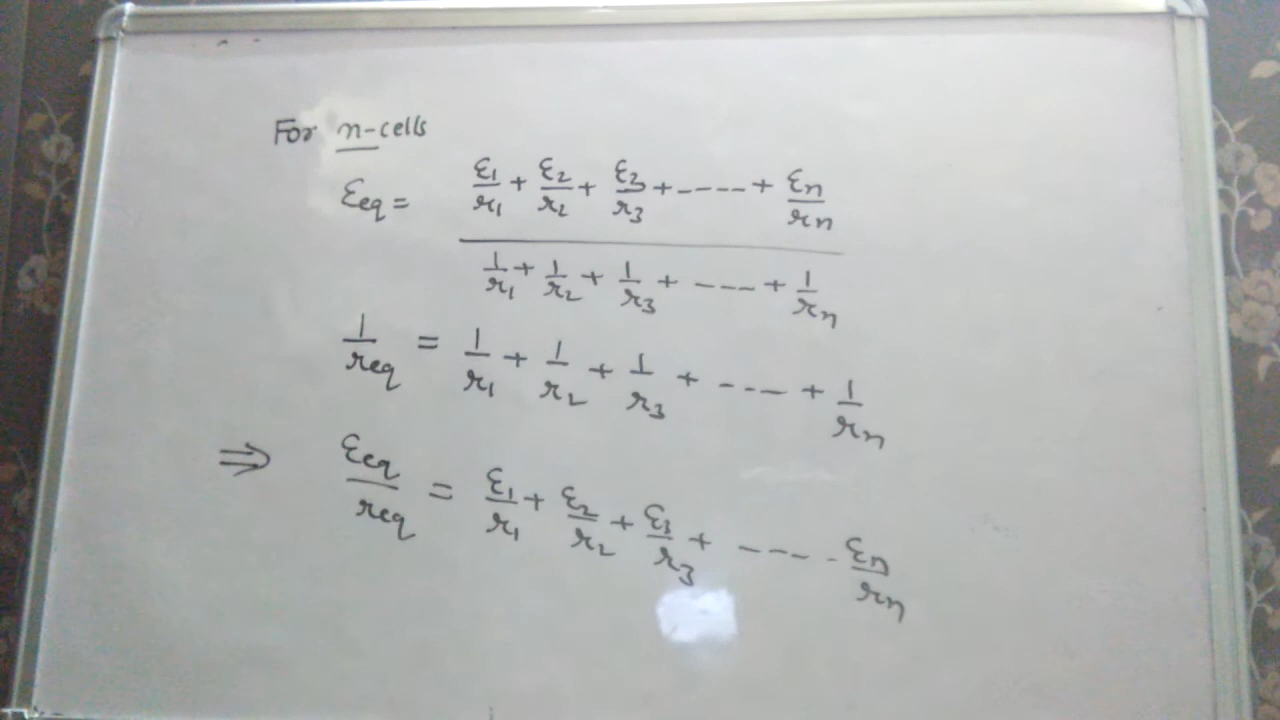 For n-cells
εeq = (ε1/r1 + ε2/r2 + ε3/r3 + ----- + εn/rn) / (1/r1 + 1/r2 + 1/r3 + ---- + 1/rn)
1/req = 1/r1 + 1/r2 + 1/r3 + ---- + 1/rn
⇒ εeq/req = ε1/r1 + ε2/r2 + ε3/r3 + ---- - εn/rn